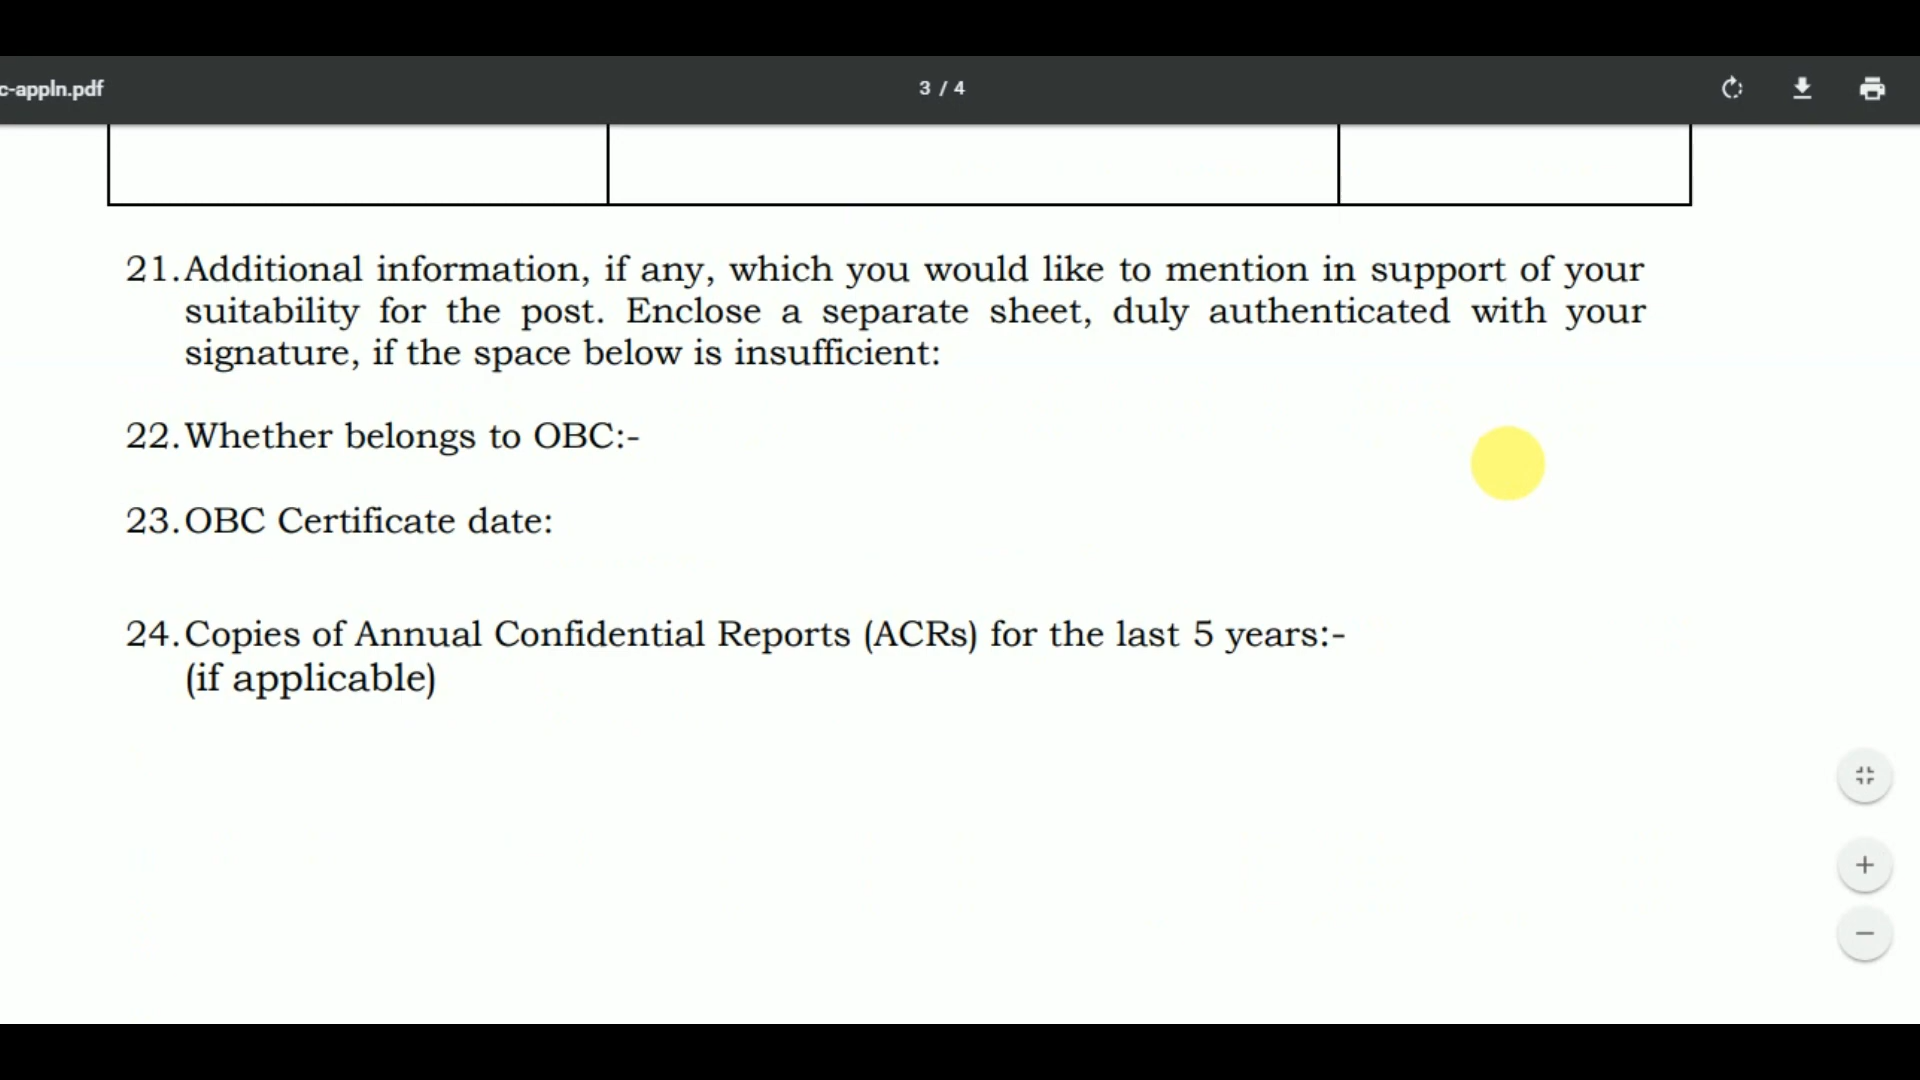 c-appln.pdf
3 / 4
21. Additional information, if any, which you would like to mention in support of your
suitability for the post. Enclose a separate sheet, duly authenticated with your
signature, if the space below is insufficient:
22. Whether belongs to OBC:-
23. OBC Certificate date:
24. Copies of Annual Confidential Reports (ACRs) for the last 5 years:-
(if applicable)